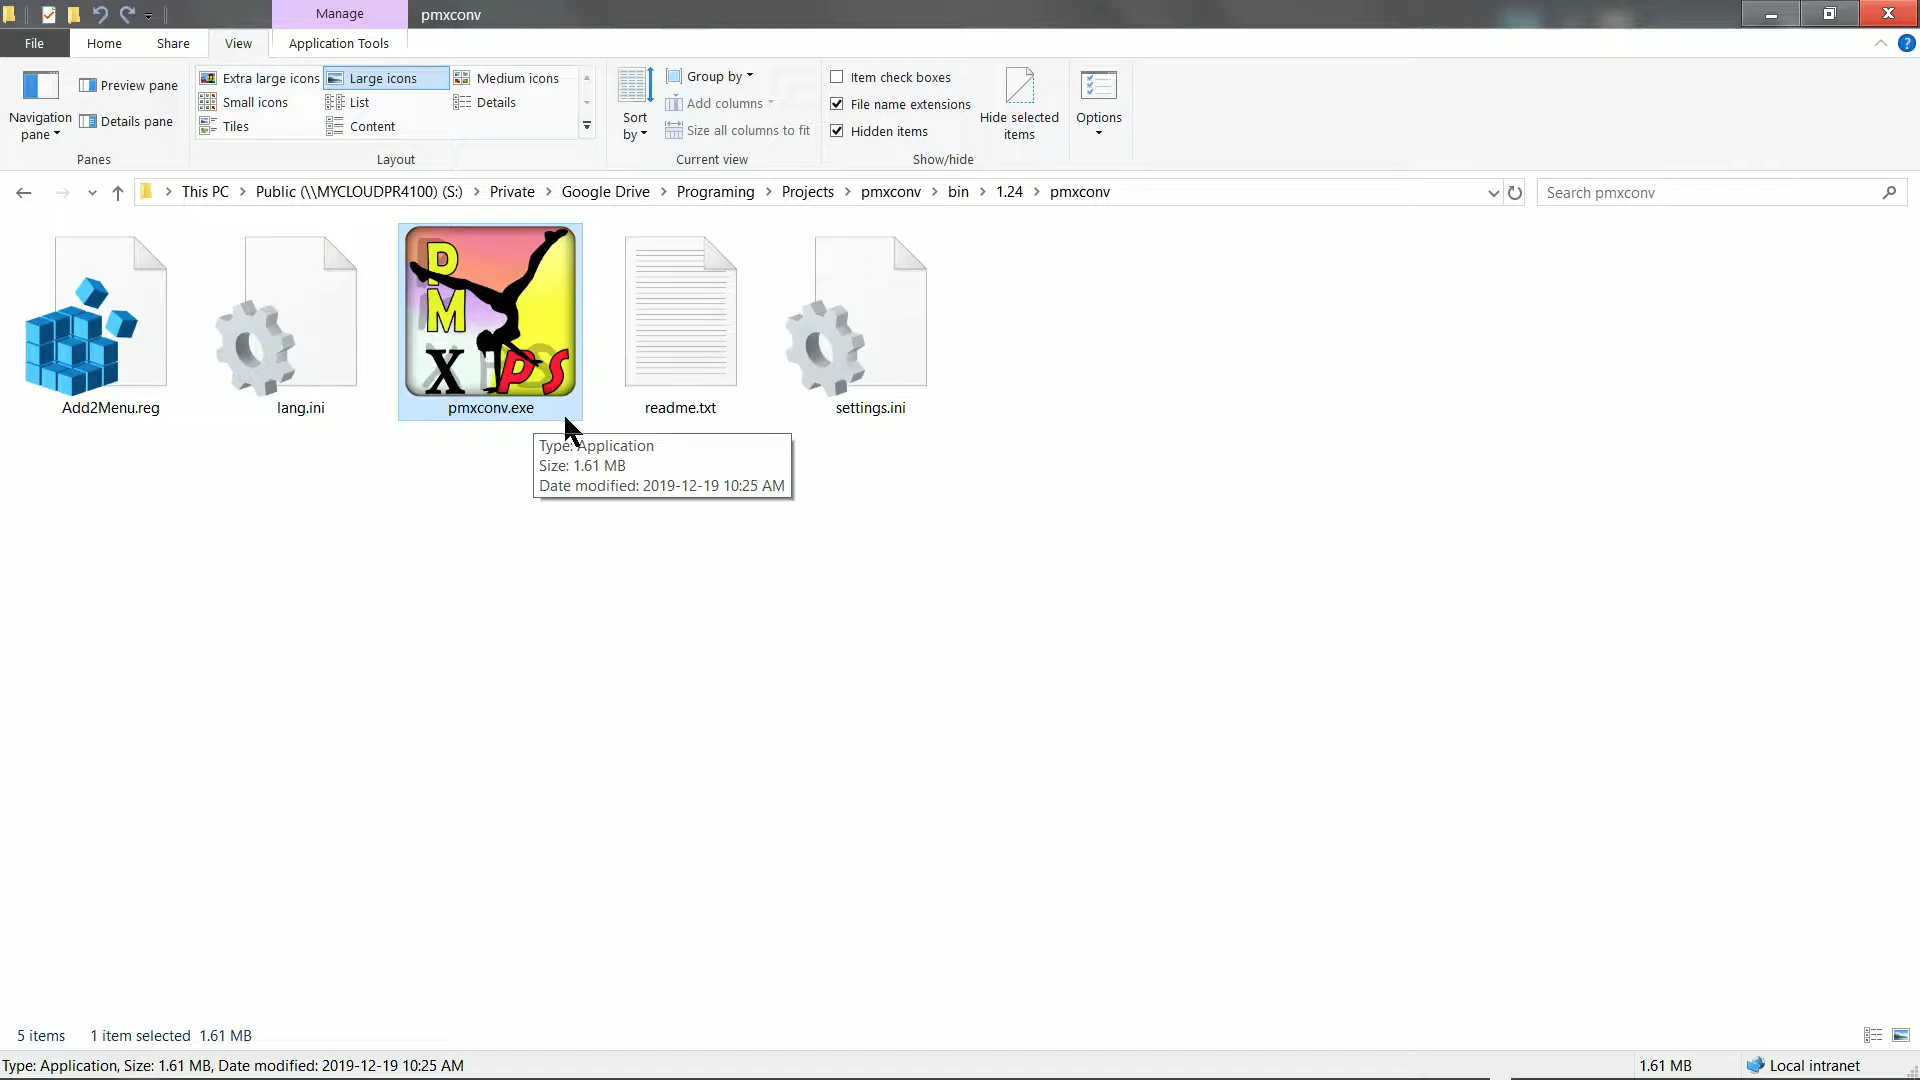 Manage
pmxconv
File
Home
Share
View
Application Tools
Navigation pane
Preview pane
Details pane
Panes
Extra large icons
Large icons
Medium icons
Small icons
List
Details
Tiles
Content
Layout
Sort by
Group by
Add columns
Size all columns to fit
Current view
Item check boxes
File name extensions
Hidden items
Hide selected items
Show/hide
Options
This PC > Public (\\MYCLOUDPR4100) (S:) > Private > Google Drive > Programing > Projects > pmxconv > bin > 1.24 > pmxconv
Search pmxconv
P
M
X
PS
Add2Menu.reg
lang.ini
pmxconv.exe
readme.txt
settings.ini
Type: Application
Size: 1.61 MB
Date modified: 2019-12-19 10:25 AM
5 items
1 item selected 1.61 MB
Type: Application, Size: 1.61 MB, Date modified: 2019-12-19 10:25 AM
1.61 MB
Local intranet